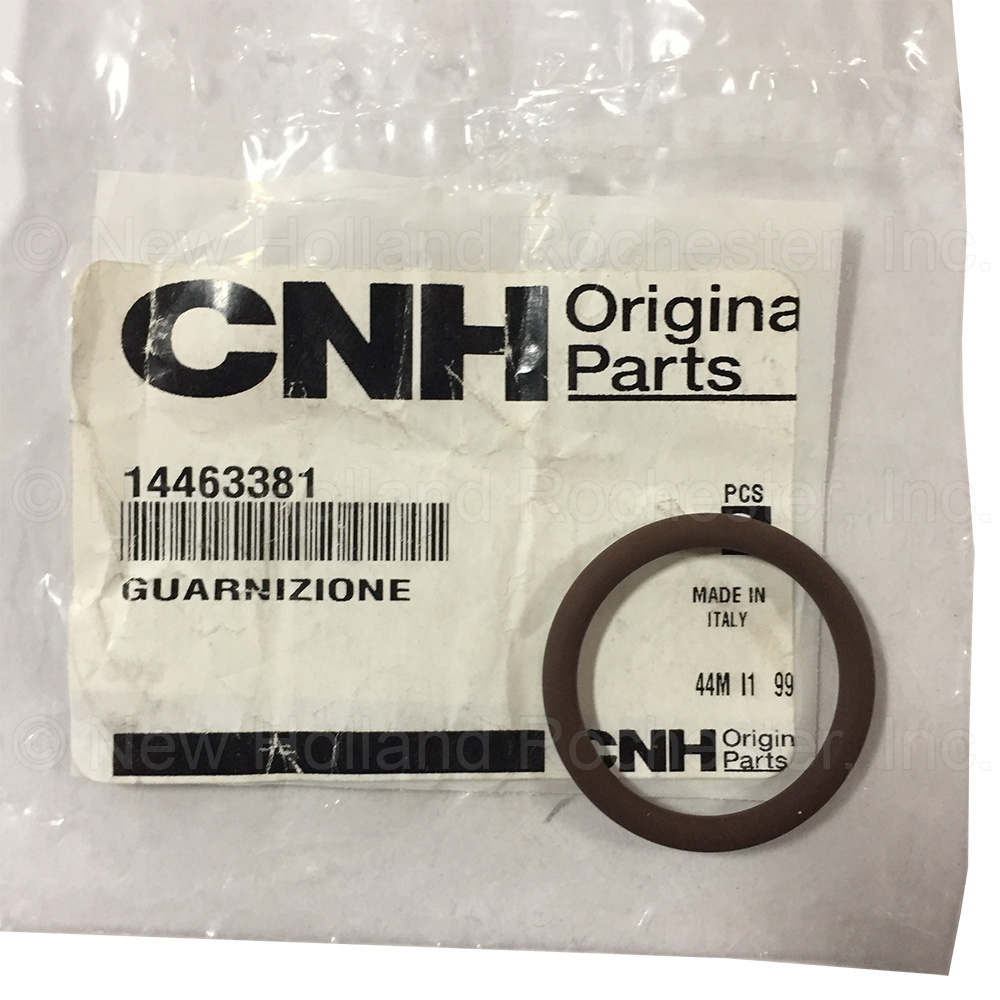 © New Holland Rochester, Inc.
CNH Origina
Parts
14463381
© New Holland Rochester, Inc.
PCS
GUARNIZIONE
MADE IN
ITALY
44M I1 99
© New Holland Rochester, Inc.
CNH Origin
Parts